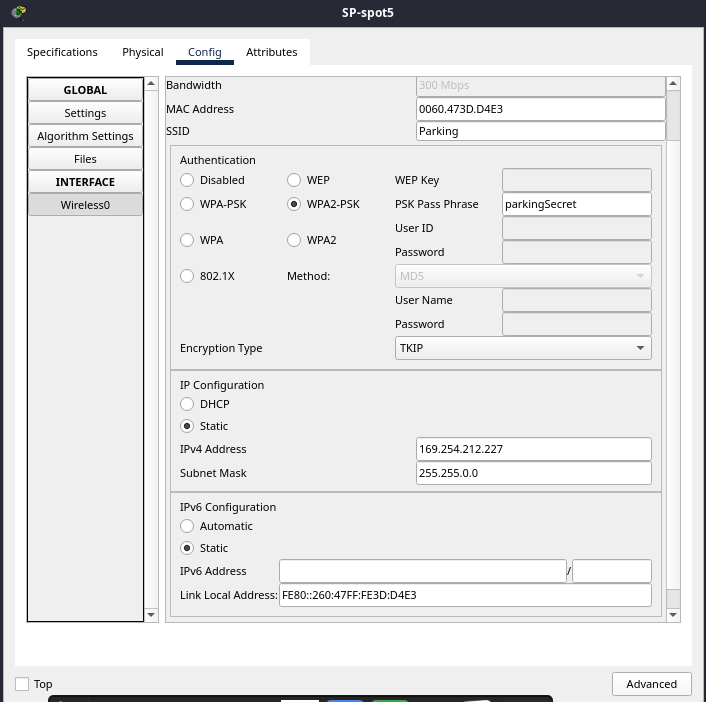 SP-spot5
Specifications Physical Config Attributes
GLOBAL
Settings
Algorithm Settings
Files
INTERFACE
Wireless0
Bandwidth 300 Mbps
MAC Address 0060.473D.D4E3
SSID Parking
Authentication
Disabled WEP WEP Key
WPA-PSK WPA2-PSK PSK Pass Phrase parkingSecret
User ID
WPA WPA2
Password
802.1X Method: MD5
User Name
Password
Encryption Type TKIP
IP Configuration
DHCP
Static
IPv4 Address 169.254.212.227
Subnet Mask 255.255.0.0
IPv6 Configuration
Automatic
Static
IPv6 Address /
Link Local Address: FE80::260:47FF:FE3D:D4E3
Top Advanced